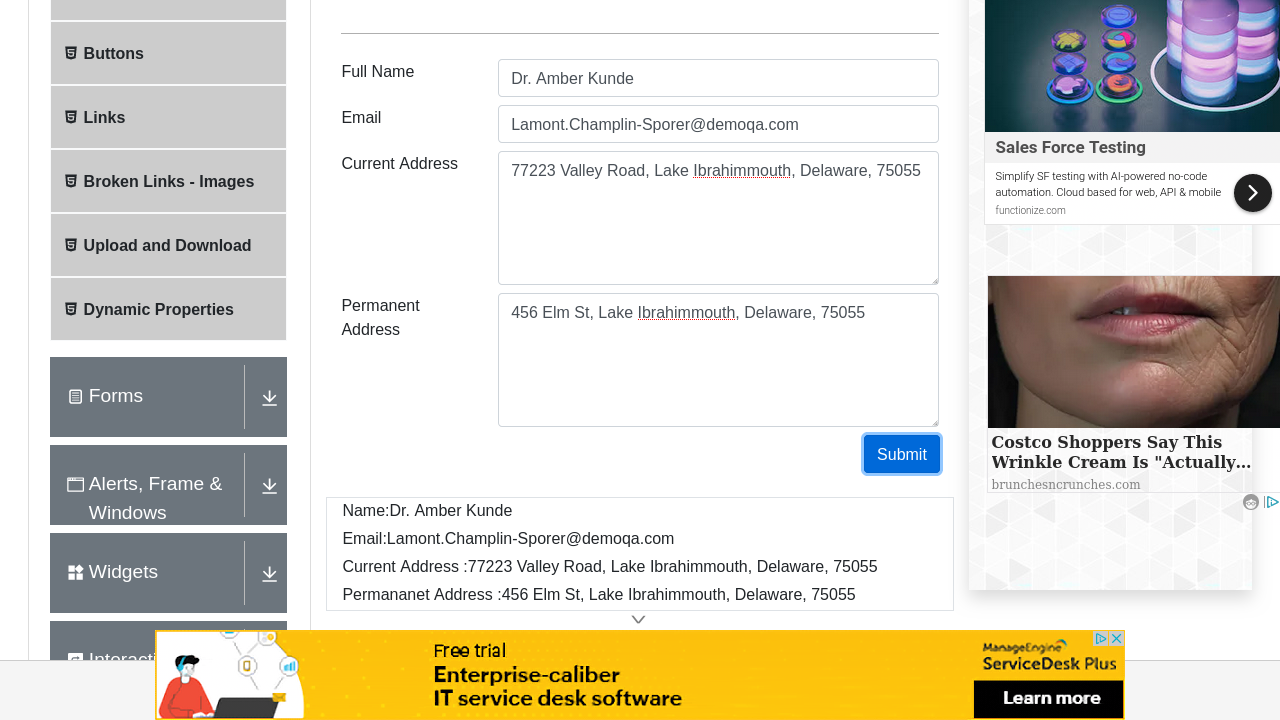 Buttons
Links
Broken Links - Images
Upload and Download
Dynamic Properties
Forms
Alerts, Frame &
Windows
Widgets
Full Name
Dr. Amber Kunde
Email
Lamont.Champlin-Sporer@demoqa.com
Current Address
77223 Valley Road, Lake Ibrahimmouth, Delaware, 75055
Permanent
Address
456 Elm St, Lake Ibrahimmouth, Delaware, 75055
Submit
Name:Dr. Amber Kunde
Email:Lamont.Champlin-Sporer@demoqa.com
Current Address :77223 Valley Road, Lake Ibrahimmouth, Delaware, 75055
Permananet Address :456 Elm St, Lake Ibrahimmouth, Delaware, 75055
Sales Force Testing
Simplify SF testing with AI-powered no-code
automation. Cloud based for web, API & mobile
functionize.com
Costco Shoppers Say This
Wrinkle Cream Is "Actually...
brunchesncrunches.com
Free trial
Enterprise-caliber
IT service desk software
ManageEngine
ServiceDesk Plus
Learn more